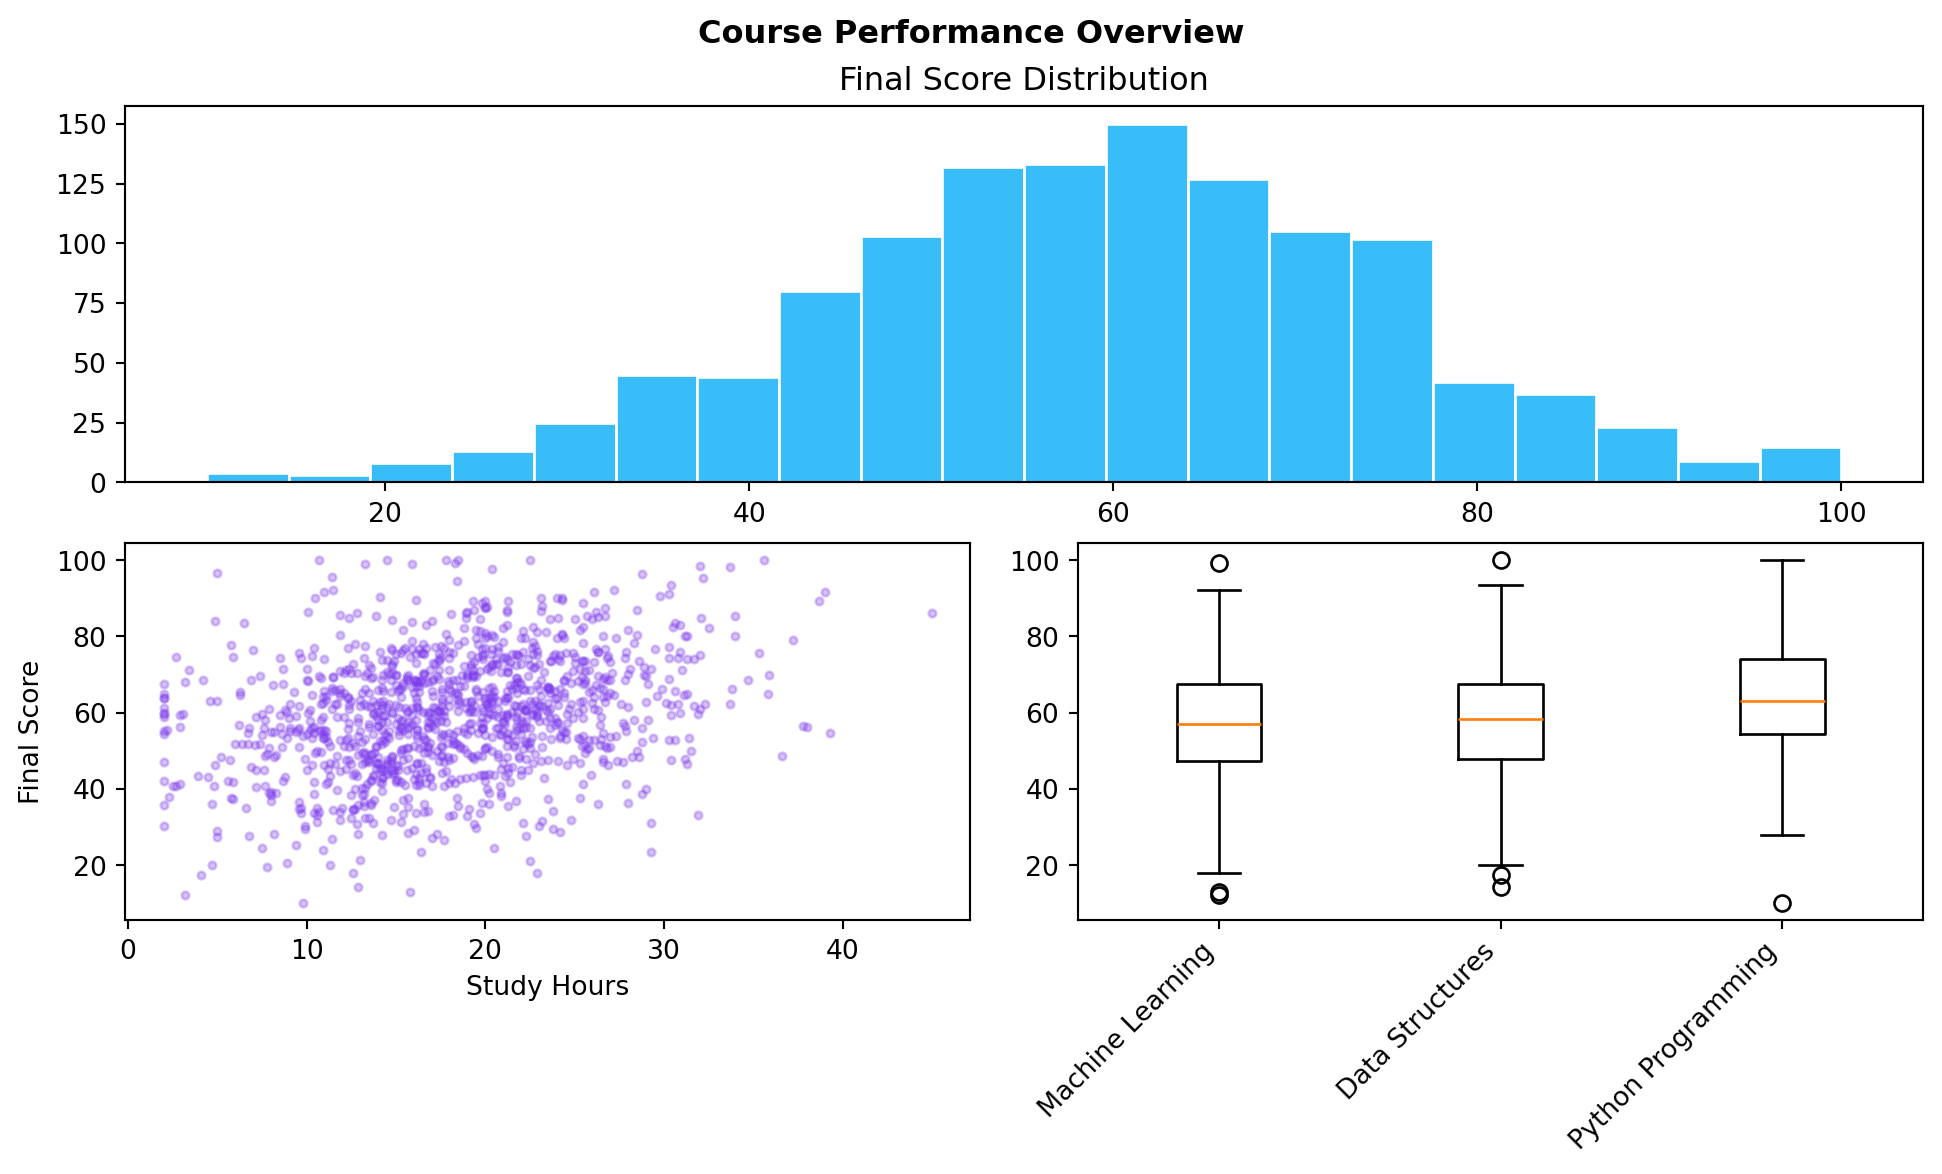 Course Performance Overview
Final Score Distribution
150
125
100
75
50
25
0
20 40 60 80 100
Final Score
100
80
60
40
20
0 10 20 30 40
Study Hours
100
80
60
40
20
Machine Learning
Data Structures
Python Programming